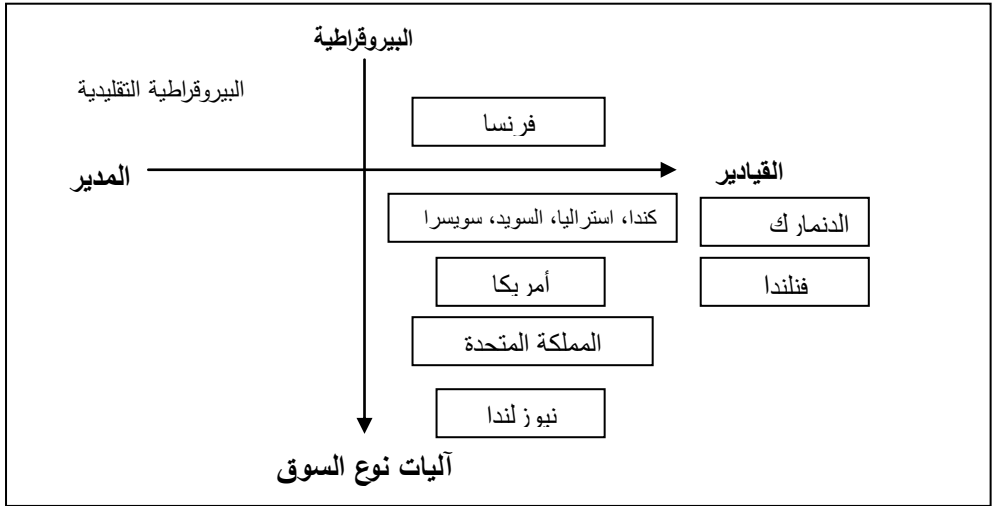 البيروقراطية
البيروقراطية التقليدية
فرنسا
القيادير
المدير
كندا، استراليا، السويد، سويسرا
الدنمارك
أمريكا
فنلندا
المملكة المتحدة
نيوزلندا
آليات نوع السوق